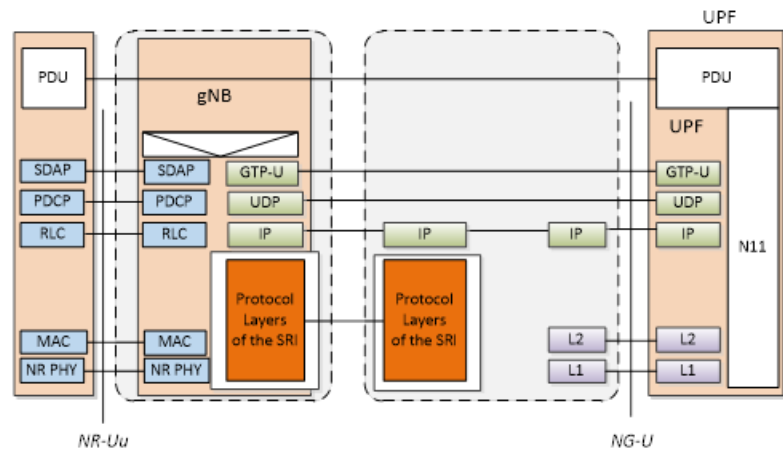 UPF
PDU
gNB
PDU
UPF
SDAP
SDAP
GTP-U
GTP-U
PDCP
PDCP
UDP
UDP
RLC
RLC
IP
IP
IP
IP
N11
Protocol
Layers
of the SRI
Protocol
Layers
of the SRI
MAC
MAC
L2
L2
NR PHY
NR PHY
L1
L1
NR-Uu
NG-U